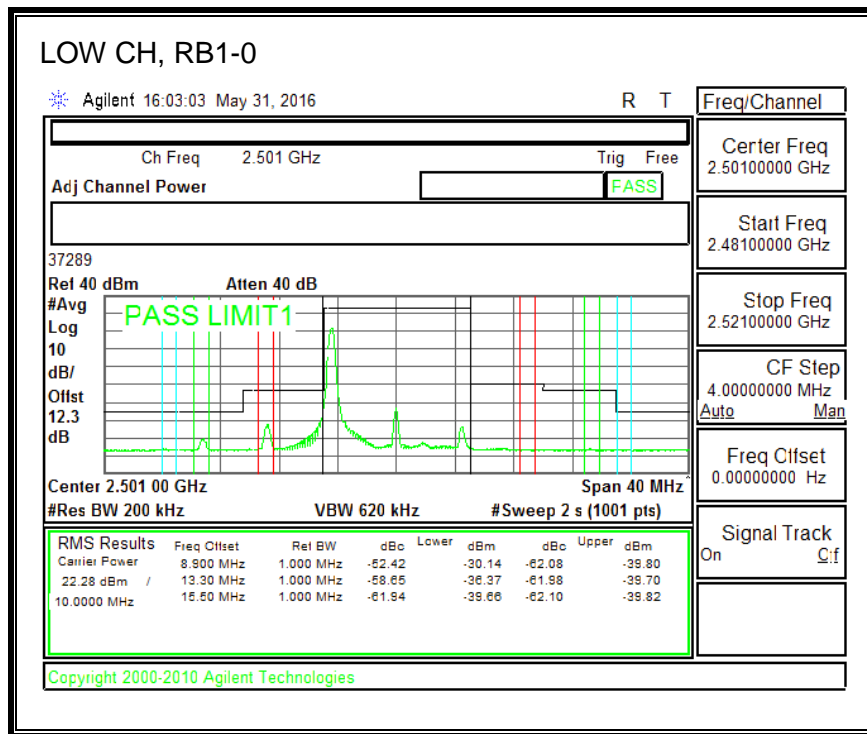 LOW CH, RB1-0
Agilent 16:03:03 May 31, 2016 R T
Freq/Channel
Ch Freq 2.501 GHz Trig Free
Adj Channel Power PASS
Center Freq
2.50100000 GHz
Start Freq
2.48100000 GHz
Stop Freq
2.52100000 GHz
CF Step
4.00000000 MHz
Auto Man
Freq Offset
0.00000000 Hz
Signal Track
On Off
37289
Ref 40 dBm Atten 40 dB
#Avg
Log
10
dB/
Offst
12.3
dB
PASS LIMIT1
Center 2.501 00 GHz Span 40 MHz
#Res BW 200 kHz VBW 620 kHz #Sweep 2 s (1001 pts)
RMS Results Freq Offset Ref BW dBc Lower dBm dBc Upper dBm
Carrier Power 8.900 MHz 1.000 MHz -52.42 -30.14 -62.08 -39.80
22.28 dBm / 13.30 MHz 1.000 MHz -58.65 -36.37 -61.98 -39.70
10.0000 MHz 15.50 MHz 1.000 MHz -61.94 -39.66 -62.10 -39.82
Copyright 2000-2010 Agilent Technologies